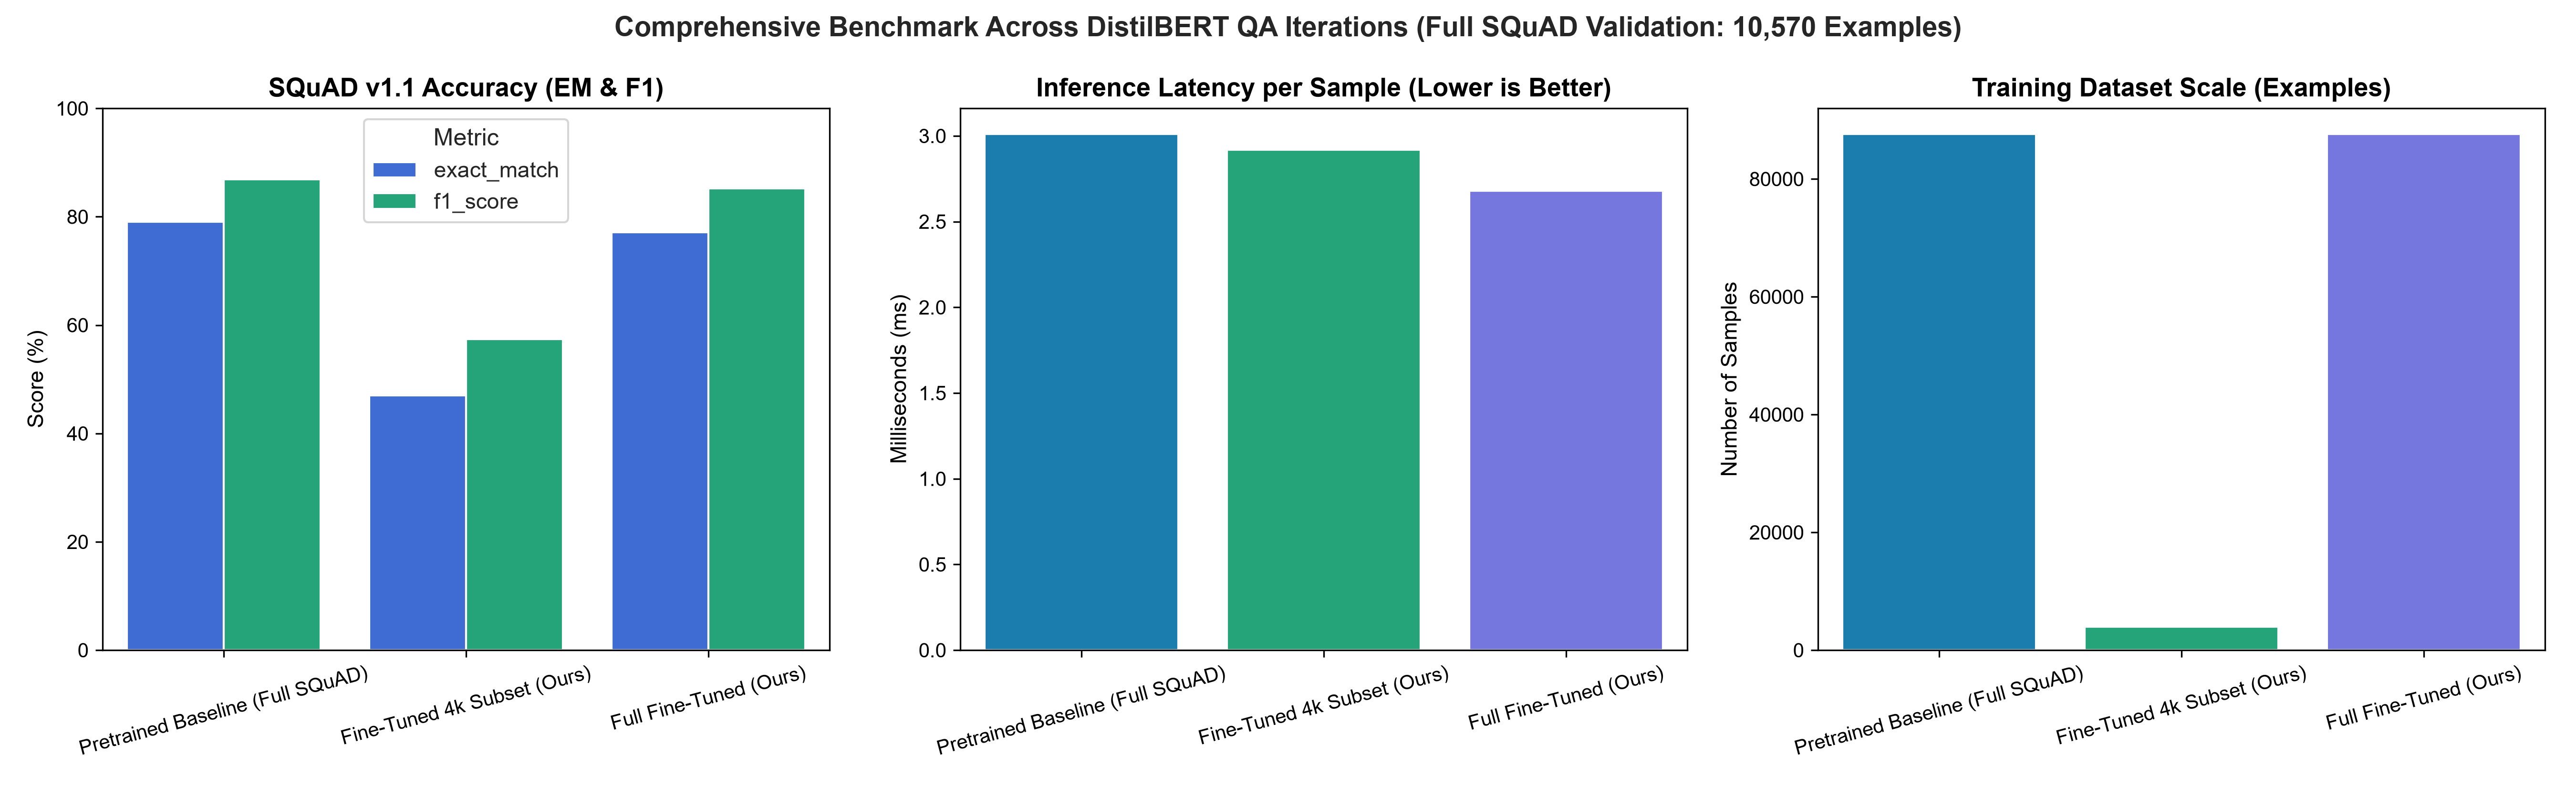 Comprehensive Benchmark Across DistilBERT QA Iterations (Full SQuAD Validation: 10,570 Examples)
SQuAD v1.1 Accuracy (EM & F1)
Score (%)
100
80
60
40
20
0
Metric
exact_match
f1_score
Pretrained Baseline (Full SQuAD)
Fine-Tuned 4k Subset (Ours)
Full Fine-Tuned (Ours)
Inference Latency per Sample (Lower is Better)
Milliseconds (ms)
3.0
2.5
2.0
1.5
1.0
0.5
0.0
Pretrained Baseline (Full SQuAD)
Fine-Tuned 4k Subset (Ours)
Full Fine-Tuned (Ours)
Training Dataset Scale (Examples)
Number of Samples
80000
60000
40000
20000
0
Pretrained Baseline (Full SQuAD)
Fine-Tuned 4k Subset (Ours)
Full Fine-Tuned (Ours)